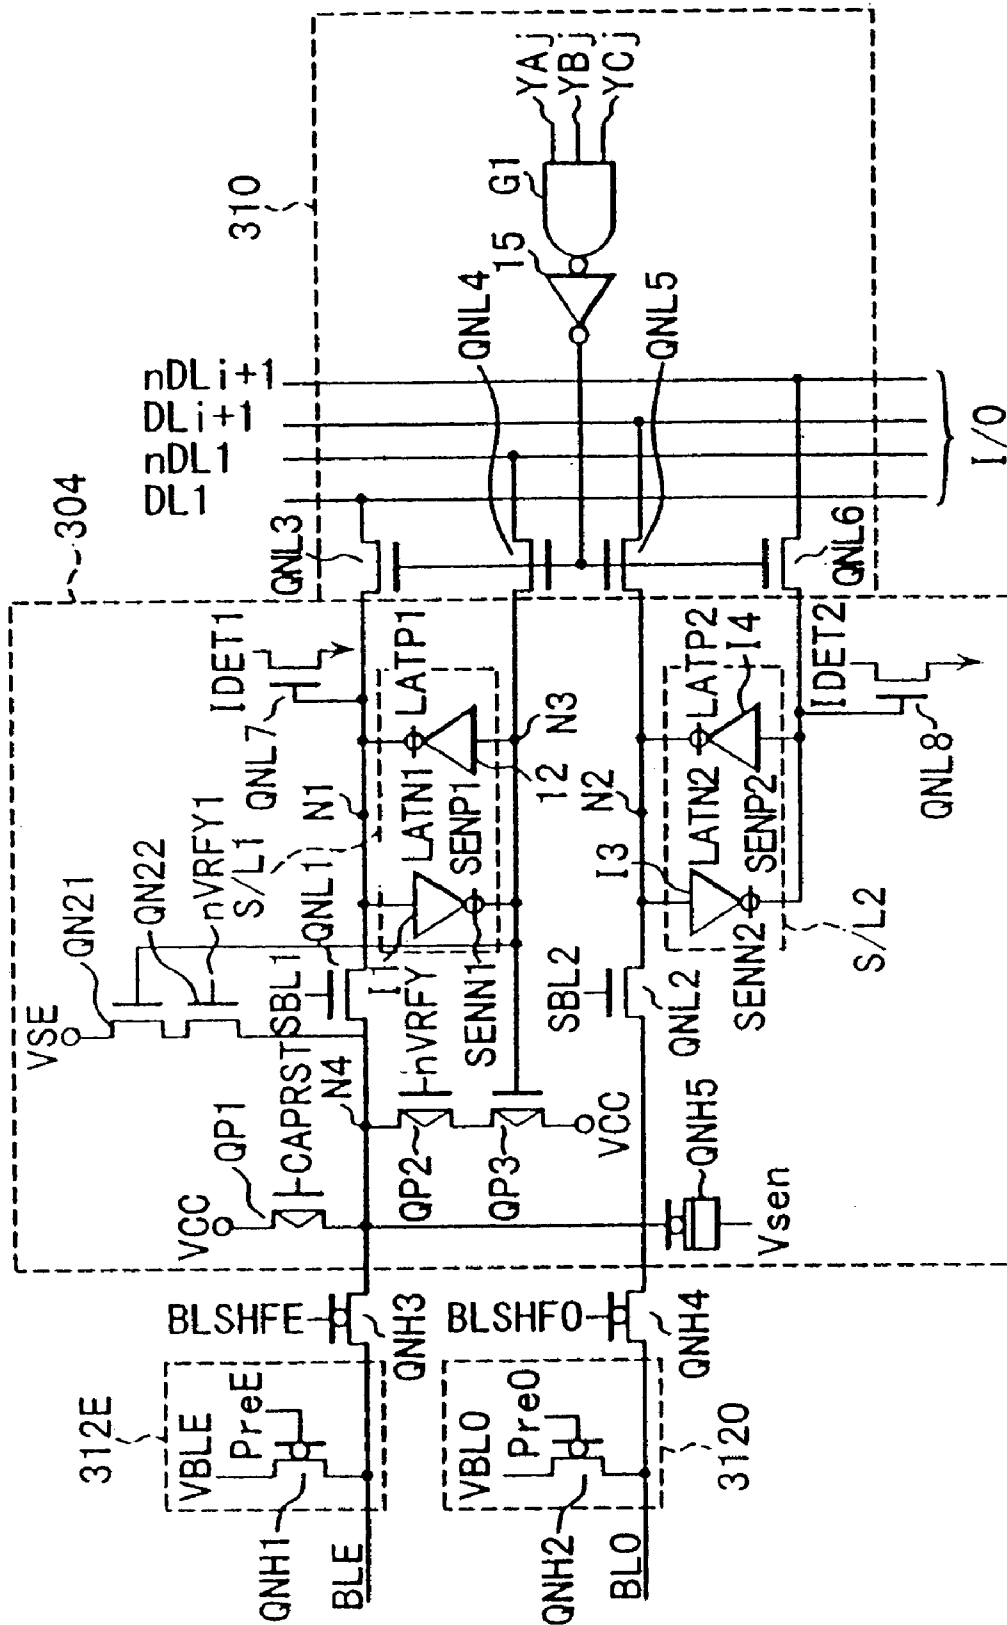 310
YAj
YBj
YCj
G1
15
QNL4
QNL5
nDLi+1
DLi+1
nDL1
DL1
I/O
304
QNL3
QNL6
IDET1
QNL7
N1
LATP1
LATN1
SENP1
SENN1
12
N3
S/L1
nVRFY1
QN22
QN21
VSE
SBL1
QNL1
I1
nVRFY
N4
CAPRST
QP1
VCC
QP2
QP3
VCC
N2
I3
LATP2
I4
LATN2
SENP2
SENN2
IDET2
QNL8
S/L2
SBL2
QNL2
QNH5
Vsen
BLSHFE
QNH3
BLSHFO
QNH4
312E
VBLE
PreE
QNH1
BLE
VBLO
PreO
312O
QNH2
BLO